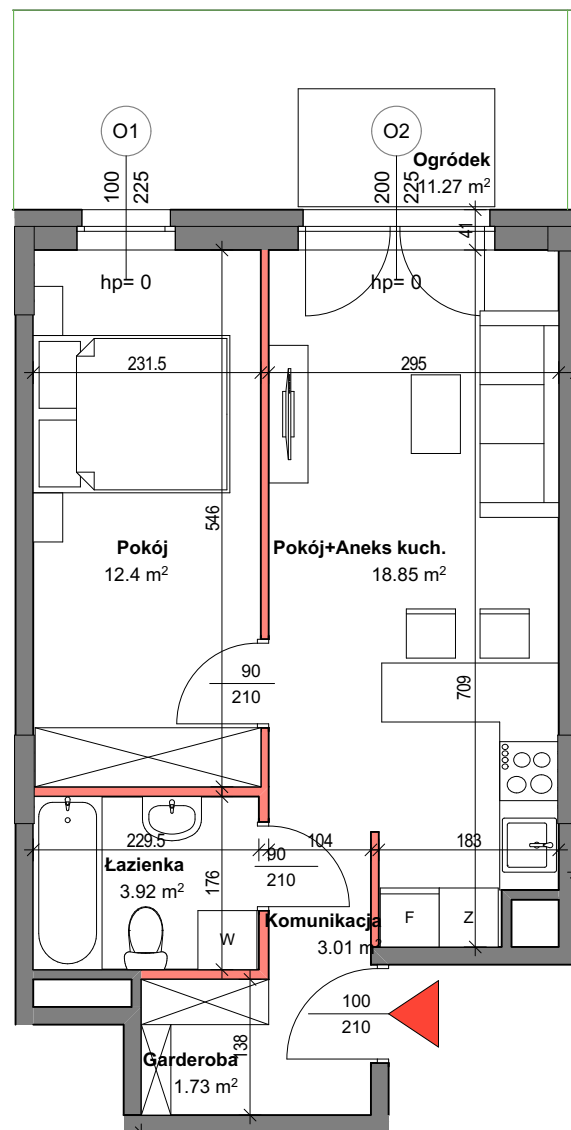 O1
O2
100
225
200
225
Ogródek
11.27 m²
41
hp= 0
hp= 0
231.5
295
546
Pokój
12.4 m²
Pokój+Aneks kuch.
18.85 m²
90
210
709
229.5
90
210
104
183
Łazienka
3.92 m²
176
W
Komunikacja
3.01 m²
F
Z
100
210
Garderoba
1.73 m²
138